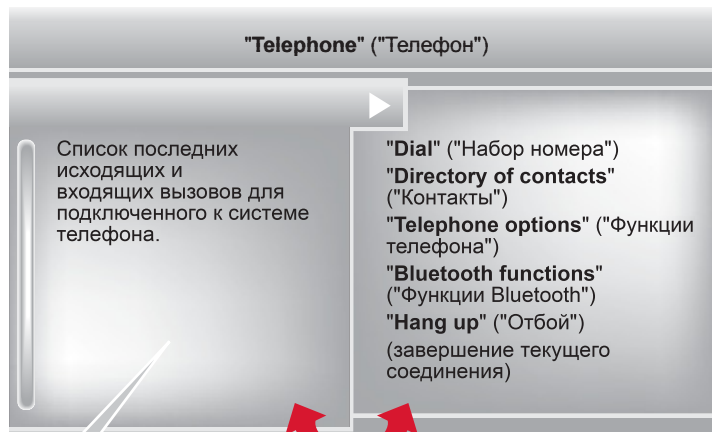 "Telephone" ("Телефон")
Список последних
исходящих и
входящих вызовов для
подключенного к системе
телефона.
"Dial" ("Набор номера")
"Directory of contacts"
("Контакты")
"Telephone options" ("Функции
телефона")
"Bluetooth functions"
("Функции Bluetooth")
"Hang up" ("Отбой")
(завершение текущего
соединения)